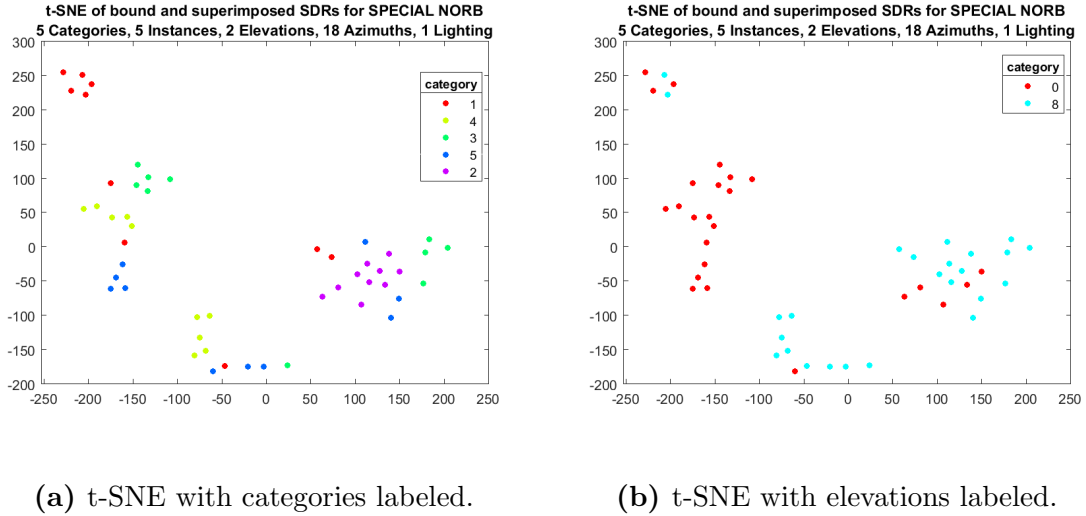 t-SNE of bound and superimposed SDRs for SPECIAL NORB
5 Categories, 5 Instances, 2 Elevations, 18 Azimuths, 1 Lighting
300
250
200
150
100
50
0
-50
-100
-150
-200
-250 -200 -150 -100 -50 0 50 100 150 200 250
category
1
4
3
5
2
(a) t-SNE with categories labeled.
t-SNE of bound and superimposed SDRs for SPECIAL NORB
5 Categories, 5 Instances, 2 Elevations, 18 Azimuths, 1 Lighting
300
250
200
150
100
50
0
-50
-100
-150
-200
-250 -200 -150 -100 -50 0 50 100 150 200 250
category
0
8
(b) t-SNE with elevations labeled.